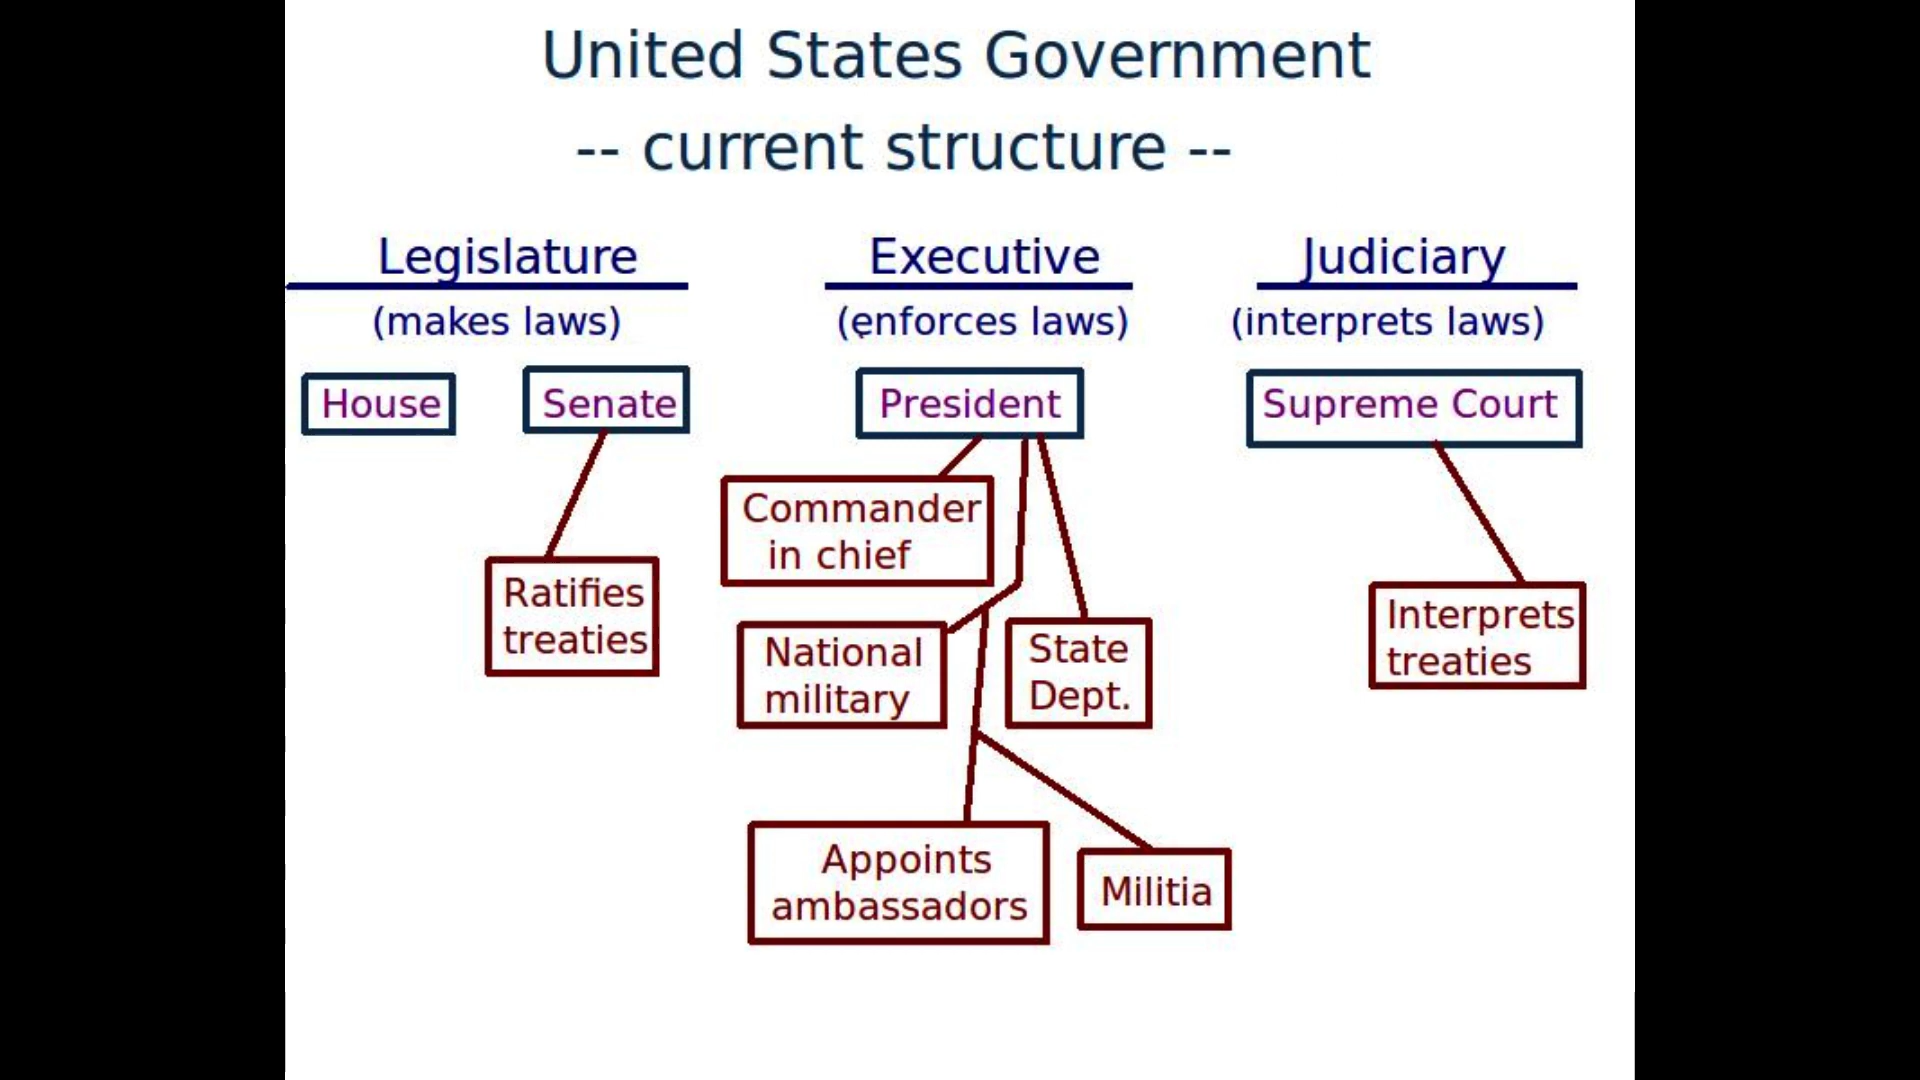 United States Government
-- current structure --
Legislature
(makes laws)
House
Senate
Ratifies
treaties
Executive
(enforces laws)
President
Commander
in chief
National
military
State
Dept.
Appoints
ambassadors
Militia
Judiciary
(interprets laws)
Supreme Court
Interprets
treaties